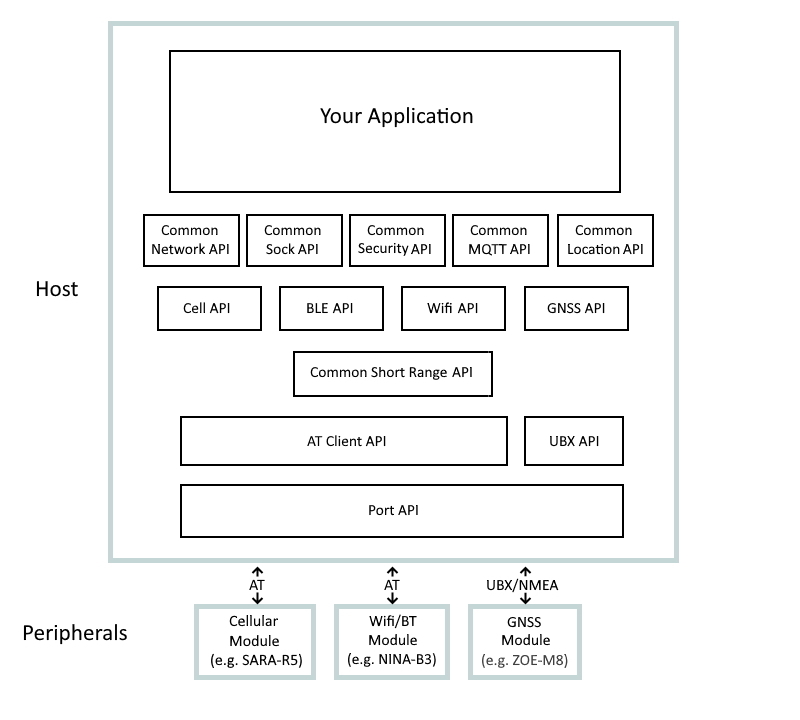 Your Application
Common
Network API
Common
Sock API
Common
Security API
Common
MQTT API
Common
Location API
Host
Cell API
BLE API
Wifi API
GNSS API
Common Short Range API
AT Client API
UBX API
Port API
AT
AT
UBX/NMEA
Peripherals
Cellular
Module
(e.g. SARA-R5)
Wifi/BT
Module
(e.g. NINA-B3)
GNSS
Module
(e.g. ZOE-M8)